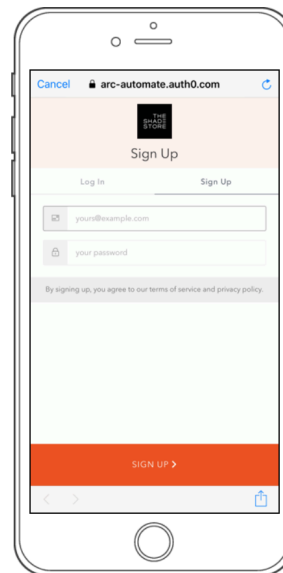 Cancel arc-automate.auth0.com
THE
SHADE
STORE
Sign Up
Log In Sign Up
yours@example.com
your password
By signing up, you agree to our terms of service and privacy policy.
SIGN UP